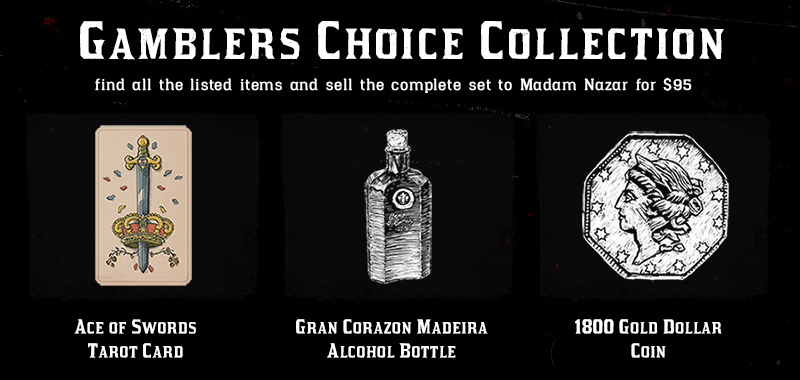 Gamblers Choice Collection
find all the listed items and sell the complete set to Madam Nazar for $95
Ace of Swords
Tarot Card
Gran Corazon Madeira
Alcohol Bottle
1800 Gold Dollar
Coin